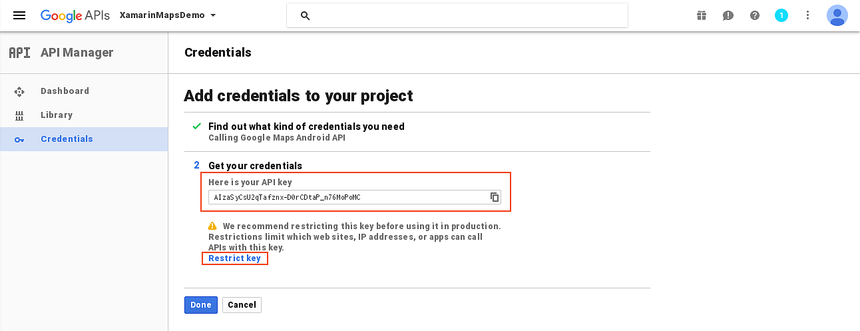 Google APIs XamarinMapsDemo 1
API API Manager
Credentials
Dashboard
Library
Credentials
Add credentials to your project
Find out what kind of credentials you need
Calling Google Maps Android API
2 Get your credentials
Here is your API key
AIzaSyCsU2qTafznx-D0rCDtaP_n76MoPoMC
We recommend restricting this key before using it in production.
Restrictions limit which web sites, IP addresses, or apps can call
APIs with this key.
Restrict key
Done Cancel